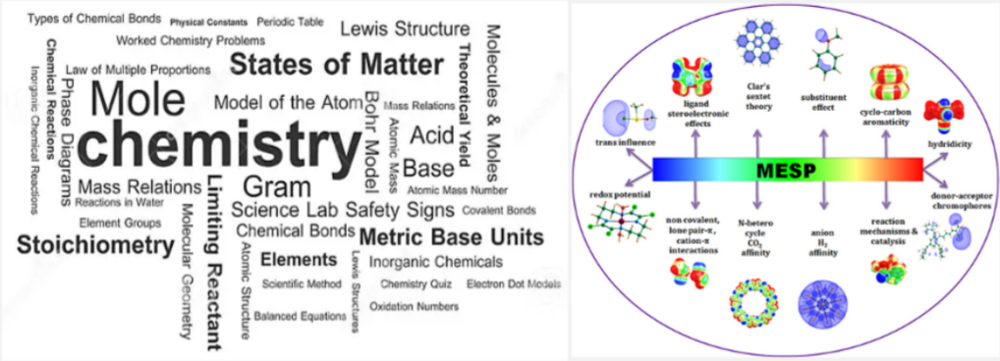 Types of Chemical Bonds
Physical Constants
Periodic Table
Worked Chemistry Problems
Lewis Structure
Law of Multiple Proportions
States of Matter
Mole
Model of the Atom
Mass Relations
chemistry
Acid
Base
Mass Relations
Gram
Atomic Mass Number
Reactions in Water
Science Lab Safety Signs
Covalent Bonds
Element Groups
Chemical Bonds
Metric Base Units
Stoichiometry
Elements
Inorganic Chemicals
Scientific Method
Chemistry Quiz
Electron Dot Models
Oxidation Numbers
Balanced Equations
Inorganic Chemical Reactions
Chemical Reactions
Phase Diagrams
Molecular Geometry
Limiting Reactant
Atomic Structure
Lewis Structures
Bohr Model
Atomic Mass
Theoretical Yield
Molecules & Moles
trans influence
ligand
stereoelectronic
effects
Clar's
sextet
theory
substituent
effect
cyclo-carbon
aromaticity
hydridicity
MESP
redox potential
non covalent,
lone pair-π,
cation-π
interactions
N-hetero
cycle
CO₂
affinity
anion
H₂
affinity
reaction
mechanisms &
catalysis
donor-acceptor
chromophores